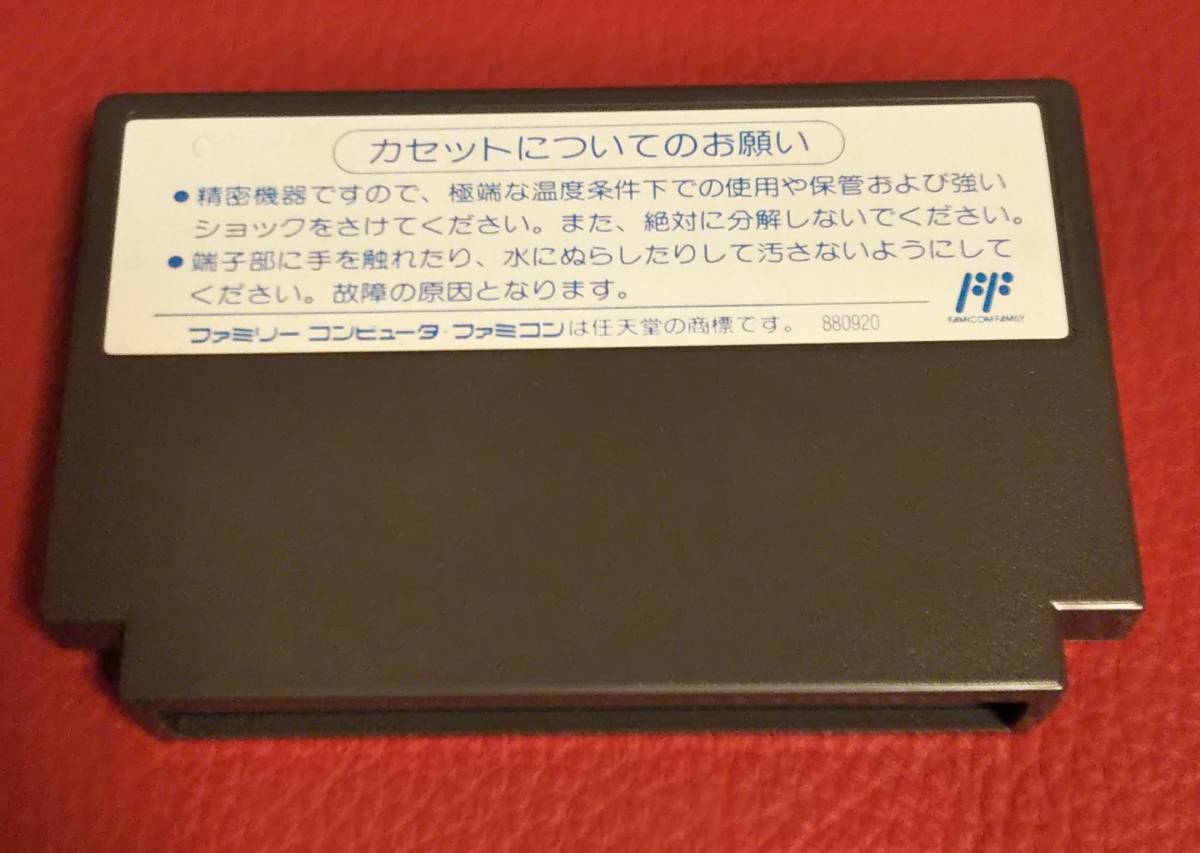 カセットについてのお願い
●精密機器ですので、極端な温度条件下での使用や保管および強い
ショックをさけてください。また、絶対に分解しないでください。
●端子部に手を触れたり、水にぬらしたりして汚さないようにして
ください。故障の原因となります。
FAMICOM FAMILY
ファミリーコンピュータ・ファミコンは任天堂の商標です。 880920